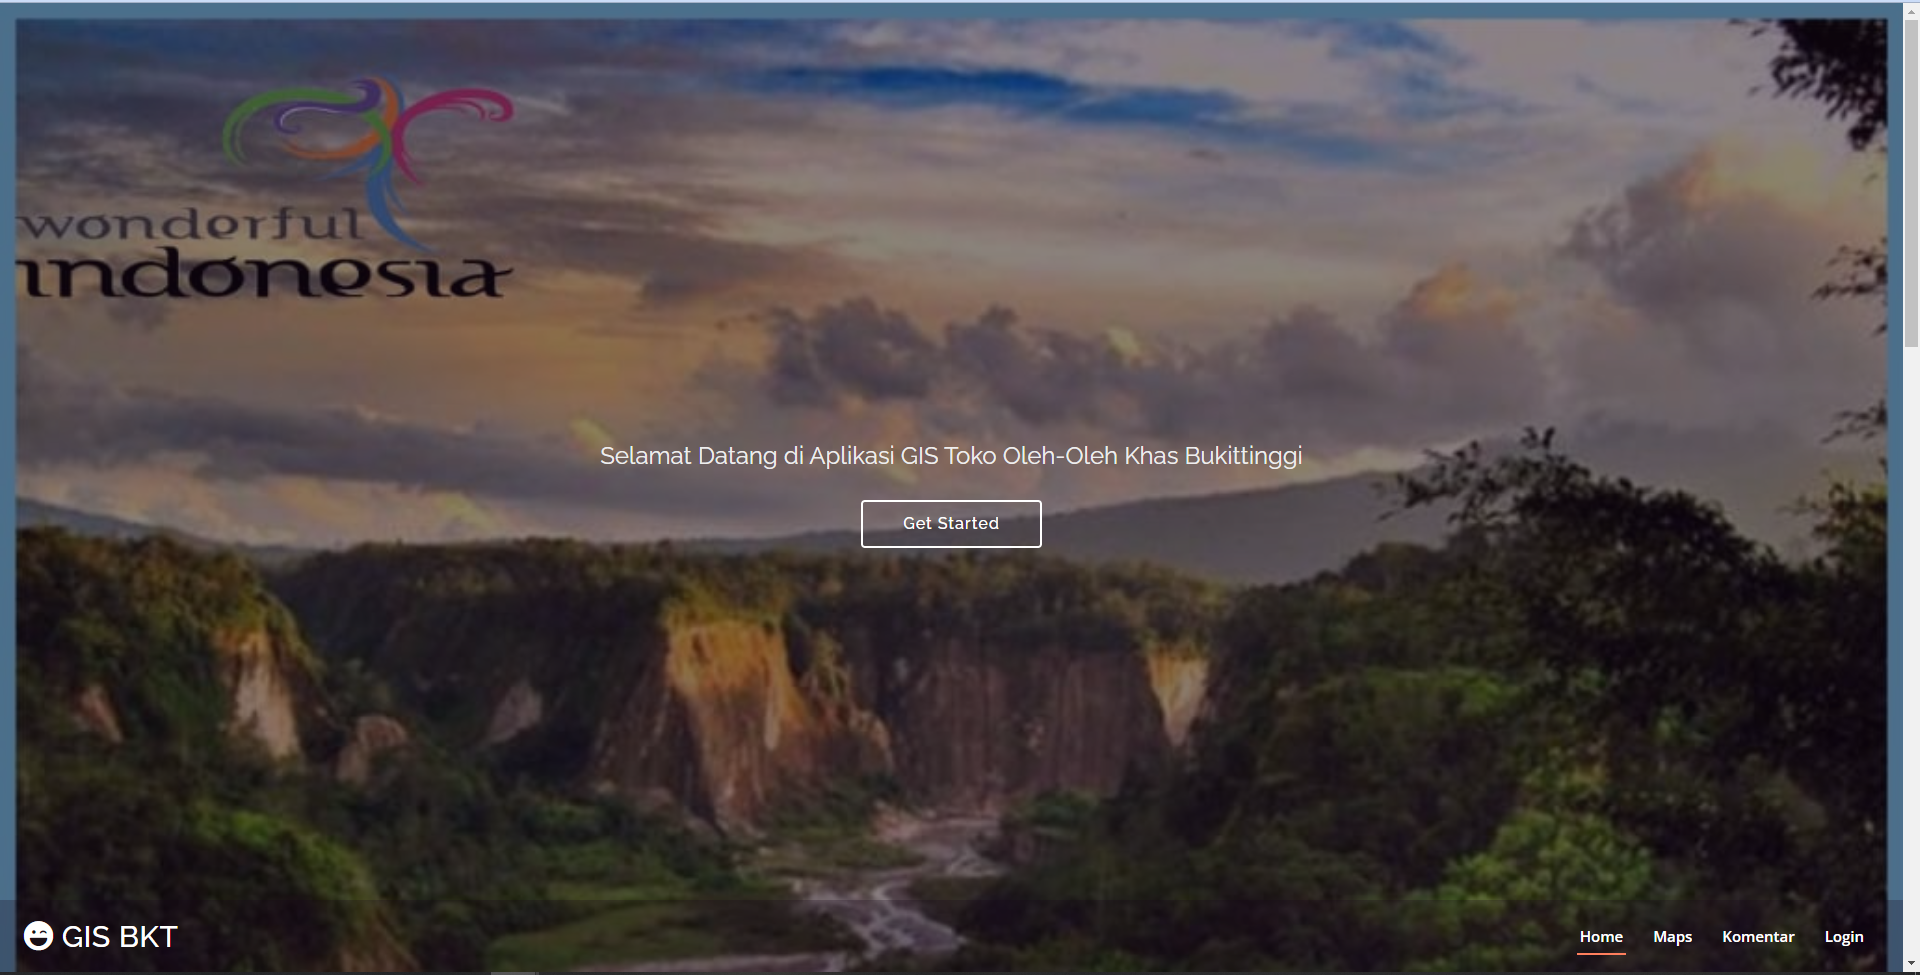 wonderful
indonesia
Selamat Datang di Aplikasi GIS Toko Oleh-Oleh Khas Bukittinggi
Get Started
GIS BKT
Home Maps Komentar Login